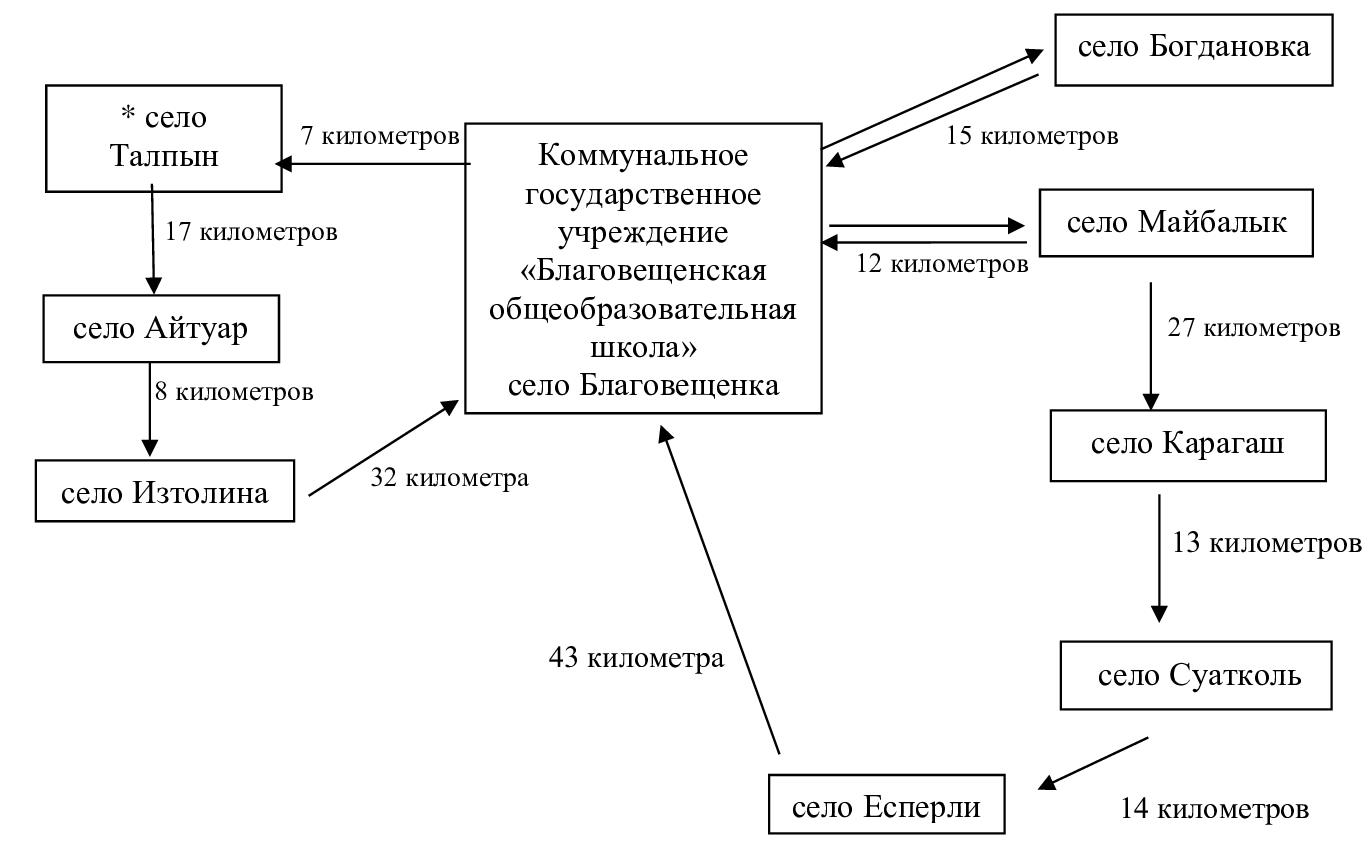 село Богдановка
* село
Талпын
7 километров
15 километров
Коммунальное
государственное
учреждение
«Благовещенская
общеобразовательная
школа»
село Благовещенка
село Майбалык
12 километров
17 километров
село Айтуар
27 километров
8 километров
село Карагаш
село Изтолина
32 километра
13 километров
43 километра
село Суатколь
село Есперли
14 километров